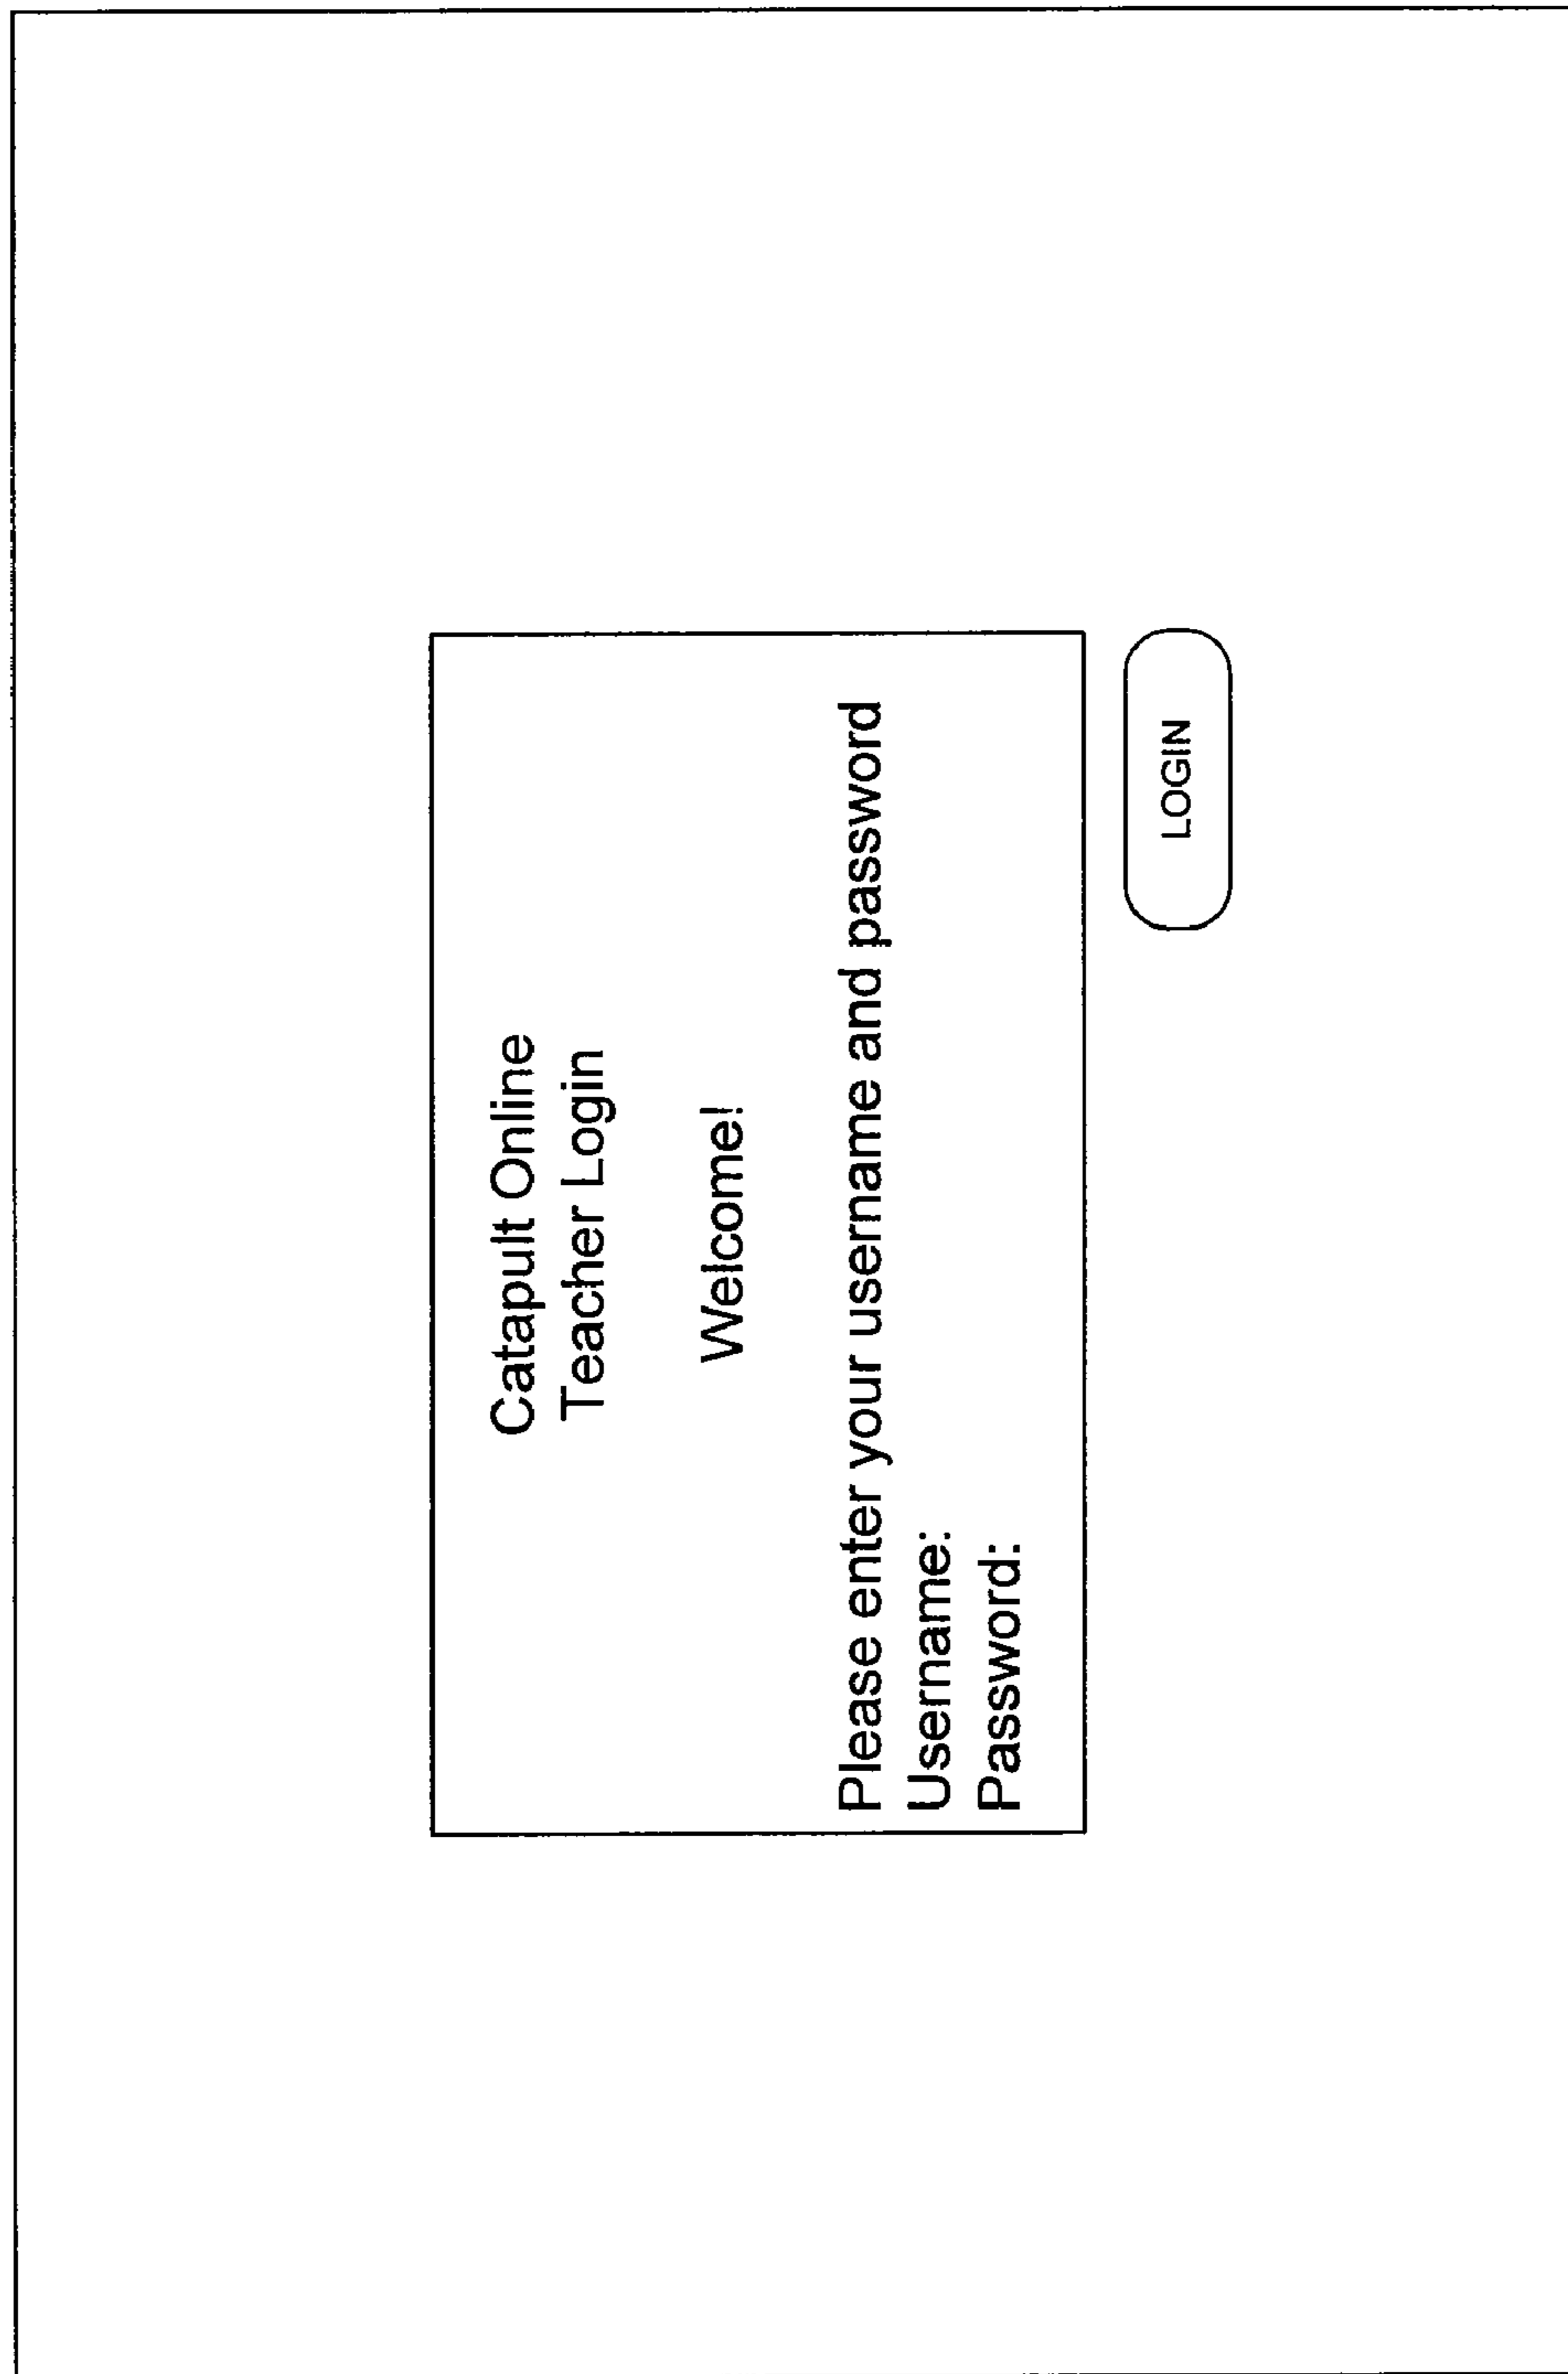 Catapult Online
Teacher Login
Welcome!
Please enter your username and password
Username:
Password:
LOGIN